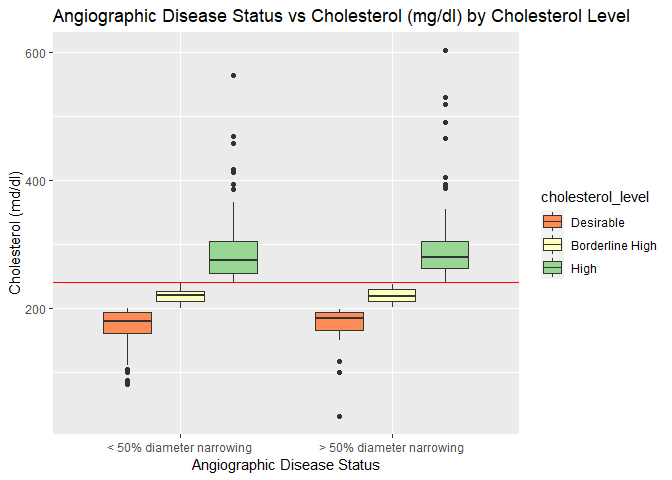 Angiographic Disease Status vs Cholesterol (mg/dl) by Cholesterol Level
600
400
200
Cholesterol (md/dl)
< 50% diameter narrowing
> 50% diameter narrowing
Angiographic Disease Status
cholesterol_level
Desirable
Borderline High
High